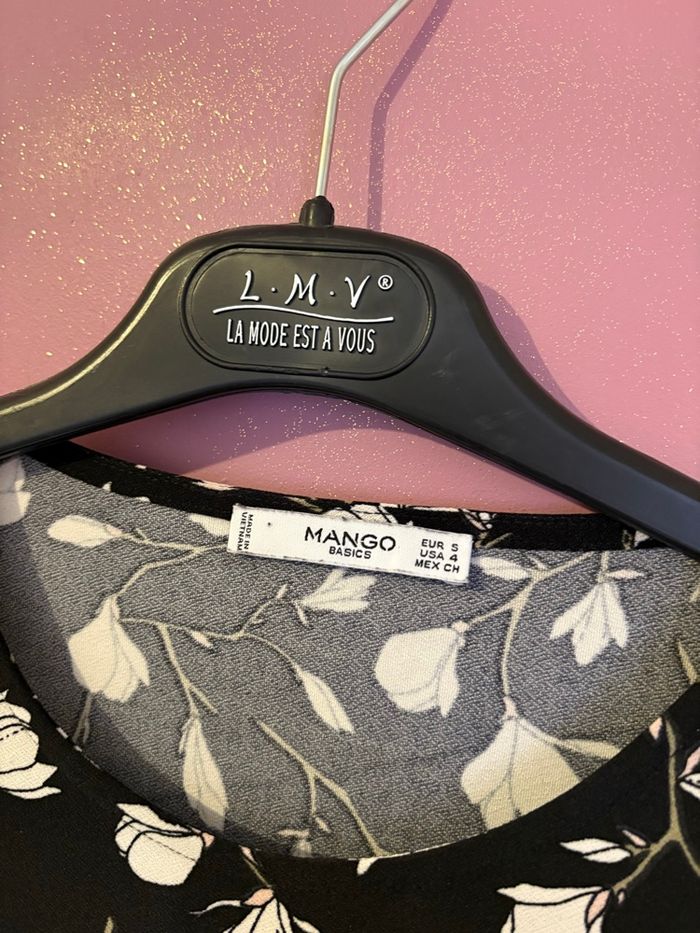 L·M·V®
LA MODE EST A VOUS
MADE IN
VIETNAM
MANGO
BASICS
EUR S
USA 4
MEX CH